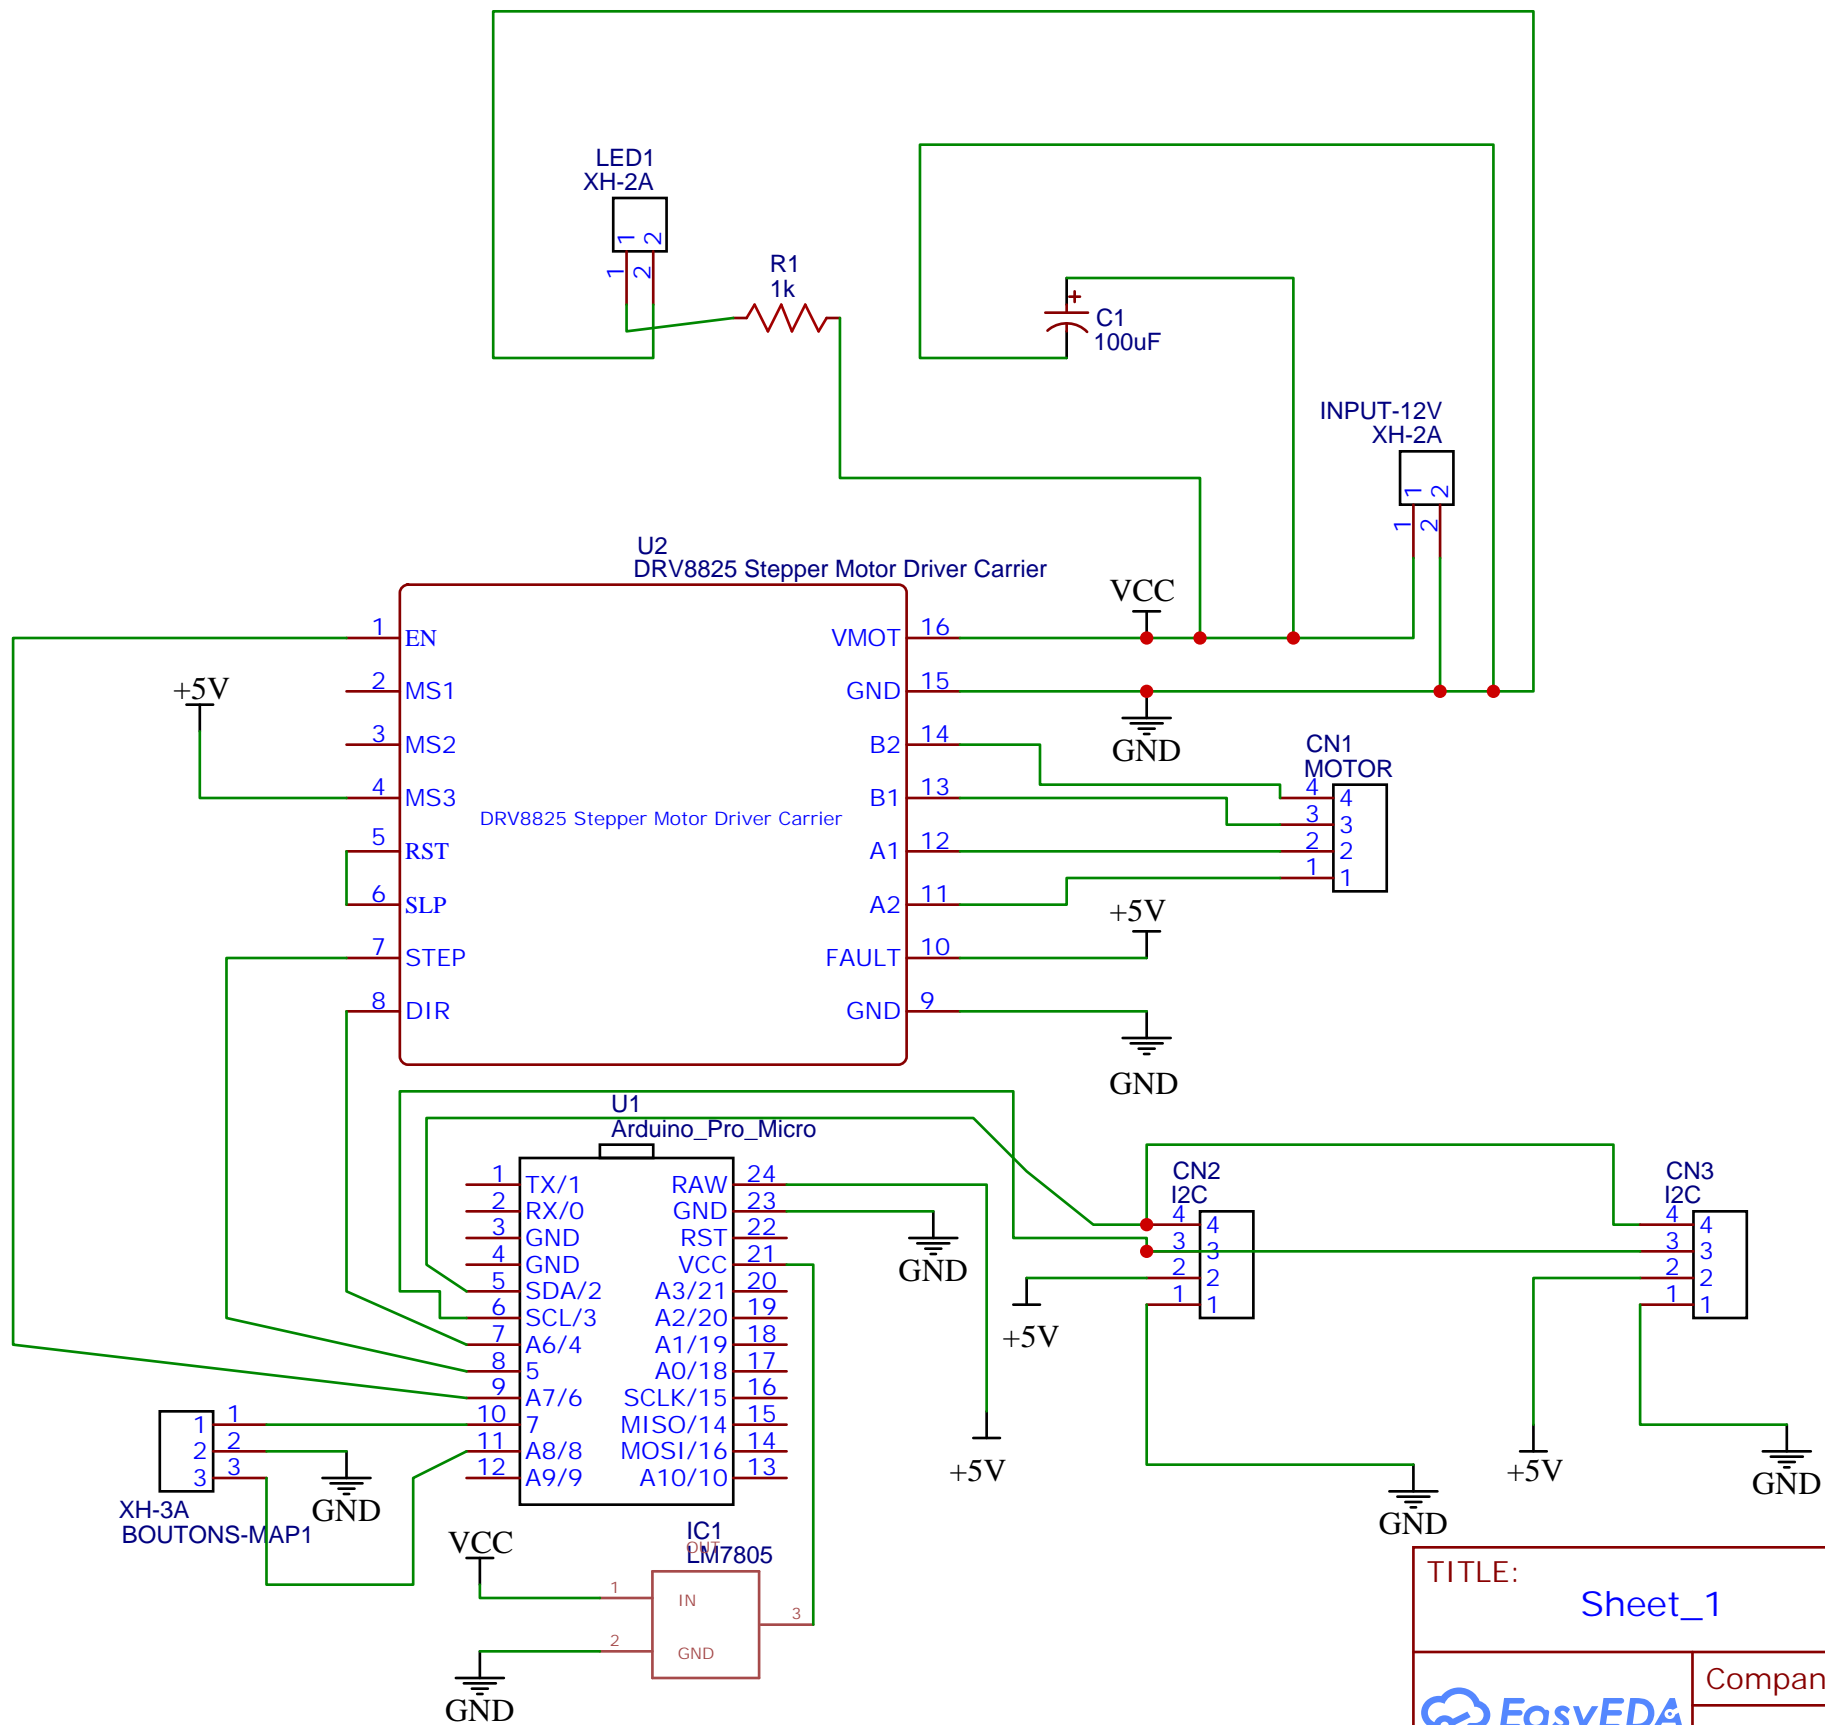 LED1
XH-2A
1
2
1
2
R1
1k
+
C1
100uF
INPUT-12V
XH-2A
1
2
1
2
U2
DRV8825 Stepper Motor Driver Carrier
VCC
1 EN
2 MS1
3 MS2
4 MS3
5 RST
6 SLP
7 STEP
8 DIR
+5V
DRV8825 Stepper Motor Driver Carrier
VMOT 16
GND 15
B2 14
B1 13
A1 12
A2 11
FAULT 10
GND 9
GND
CN1
MOTOR
4 4
3 3
2 2
1 1
+5V
GND
U1
Arduino_Pro_Micro
1 TX/1
2 RX/0
3 GND
4 GND
5 SDA/2
6 SCL/3
7 A6/4
8 5
9 A7/6
10 7
11 A8/8
12 A9/9
RAW 24
GND 23
RST 22
VCC 21
A3/21 20
A2/20 19
A1/19 18
A0/18 17
SCLK/15 16
MISO/14 15
MOSI/16 14
A10/10 13
GND
+5V
CN2
I2C
4 4
3 3
2 2
1 1
+5V
GND
CN3
I2C
4 4
3 3
2 2
1 1
+5V
GND
1 1
2 2
3 3
XH-3A
BOUTONS-MAP1
GND
VCC
IC1
LM7805
OUT
1 IN
2 GND
3
GND
TITLE:
Sheet_1
Compan
EasyEDA